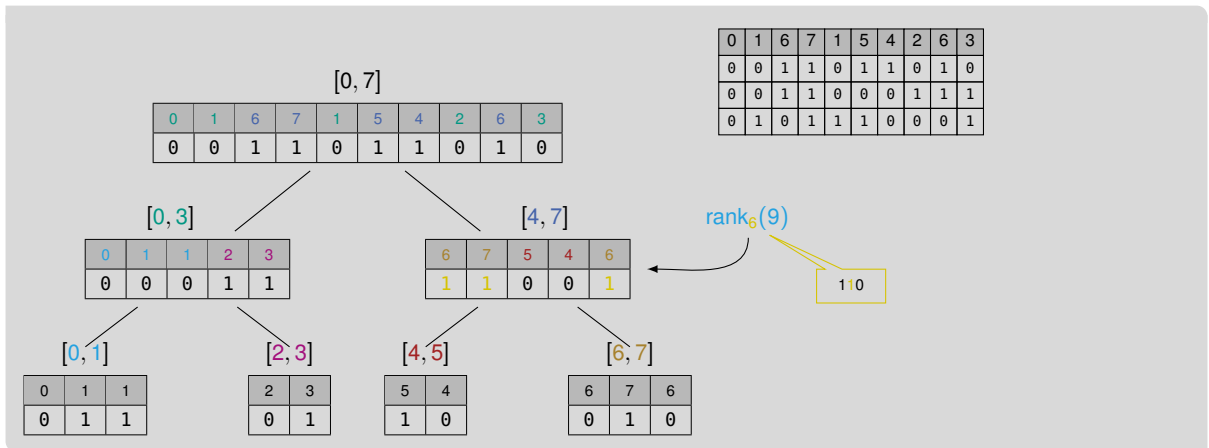 0 1 6 7 1 5 4 2 6 3
0 0 1 1 0 1 1 0 1 0
0 0 1 1 0 0 0 1 1 1
0 1 0 1 1 1 0 0 0 1
[0, 7]
0 1 6 7 1 5 4 2 6 3
0 0 1 1 0 1 1 0 1 0
[0, 3] [4, 7] rank₆(9)
0 1 1 2 3 6 7 5 4 6
0 0 0 1 1 1 1 0 0 1 110
[0, 1] [2, 3] [4, 5] [6, 7]
0 1 1 2 3 5 4 6 7 6
0 1 1 0 1 1 0 0 1 0